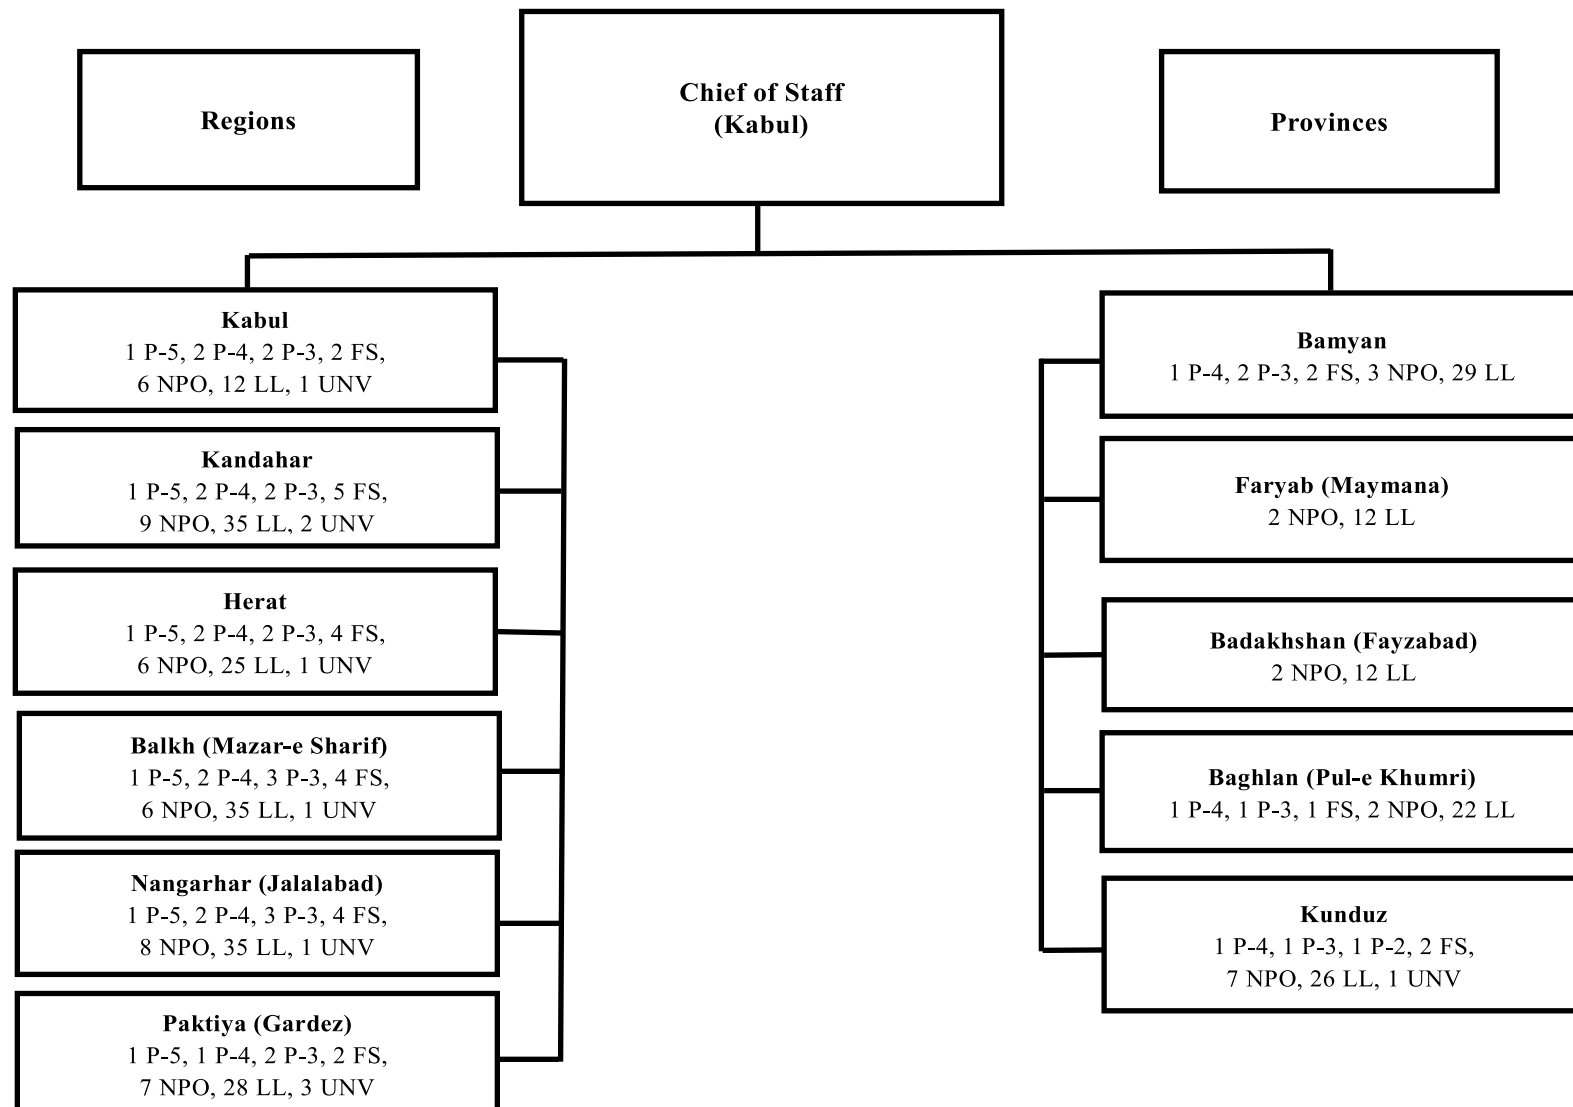 Regions
Chief of Staff
(Kabul)
Provinces
Kabul
1 P-5, 2 P-4, 2 P-3, 2 FS,
6 NPO, 12 LL, 1 UNV
Kandahar
1 P-5, 2 P-4, 2 P-3, 5 FS,
9 NPO, 35 LL, 2 UNV
Herat
1 P-5, 2 P-4, 2 P-3, 4 FS,
6 NPO, 25 LL, 1 UNV
Balkh (Mazar-e Sharif)
1 P-5, 2 P-4, 3 P-3, 4 FS,
6 NPO, 35 LL, 1 UNV
Nangarhar (Jalalabad)
1 P-5, 2 P-4, 3 P-3, 4 FS,
8 NPO, 35 LL, 1 UNV
Paktiya (Gardez)
1 P-5, 1 P-4, 2 P-3, 2 FS,
7 NPO, 28 LL, 3 UNV
Bamyan
1 P-4, 2 P-3, 2 FS, 3 NPO, 29 LL
Faryab (Maymana)
2 NPO, 12 LL
Badakhshan (Fayzabad)
2 NPO, 12 LL
Baghlan (Pul-e Khumri)
1 P-4, 1 P-3, 1 FS, 2 NPO, 22 LL
Kunduz
1 P-4, 1 P-3, 1 P-2, 2 FS,
7 NPO, 26 LL, 1 UNV